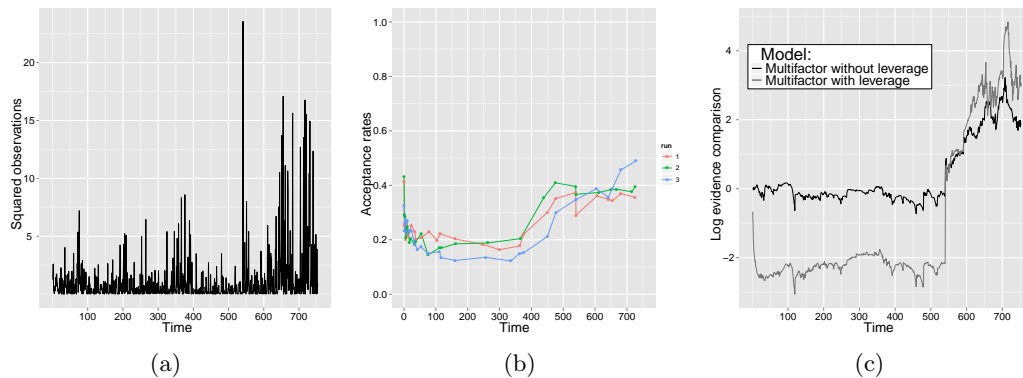 Squared observations
20
15
10
5
100 200 300 400 500 600 700
Time
(a)
Acceptance rates
1.0
0.8
0.6
0.4
0.2
0.0
0 100 200 300 400 500 600 700
Time
run
1
2
3
(b)
Log evidence comparison
4
2
0
−2
Model:
Multifactor without leverage
Multifactor with leverage
100 200 300 400 500 600 700
Time
(c)